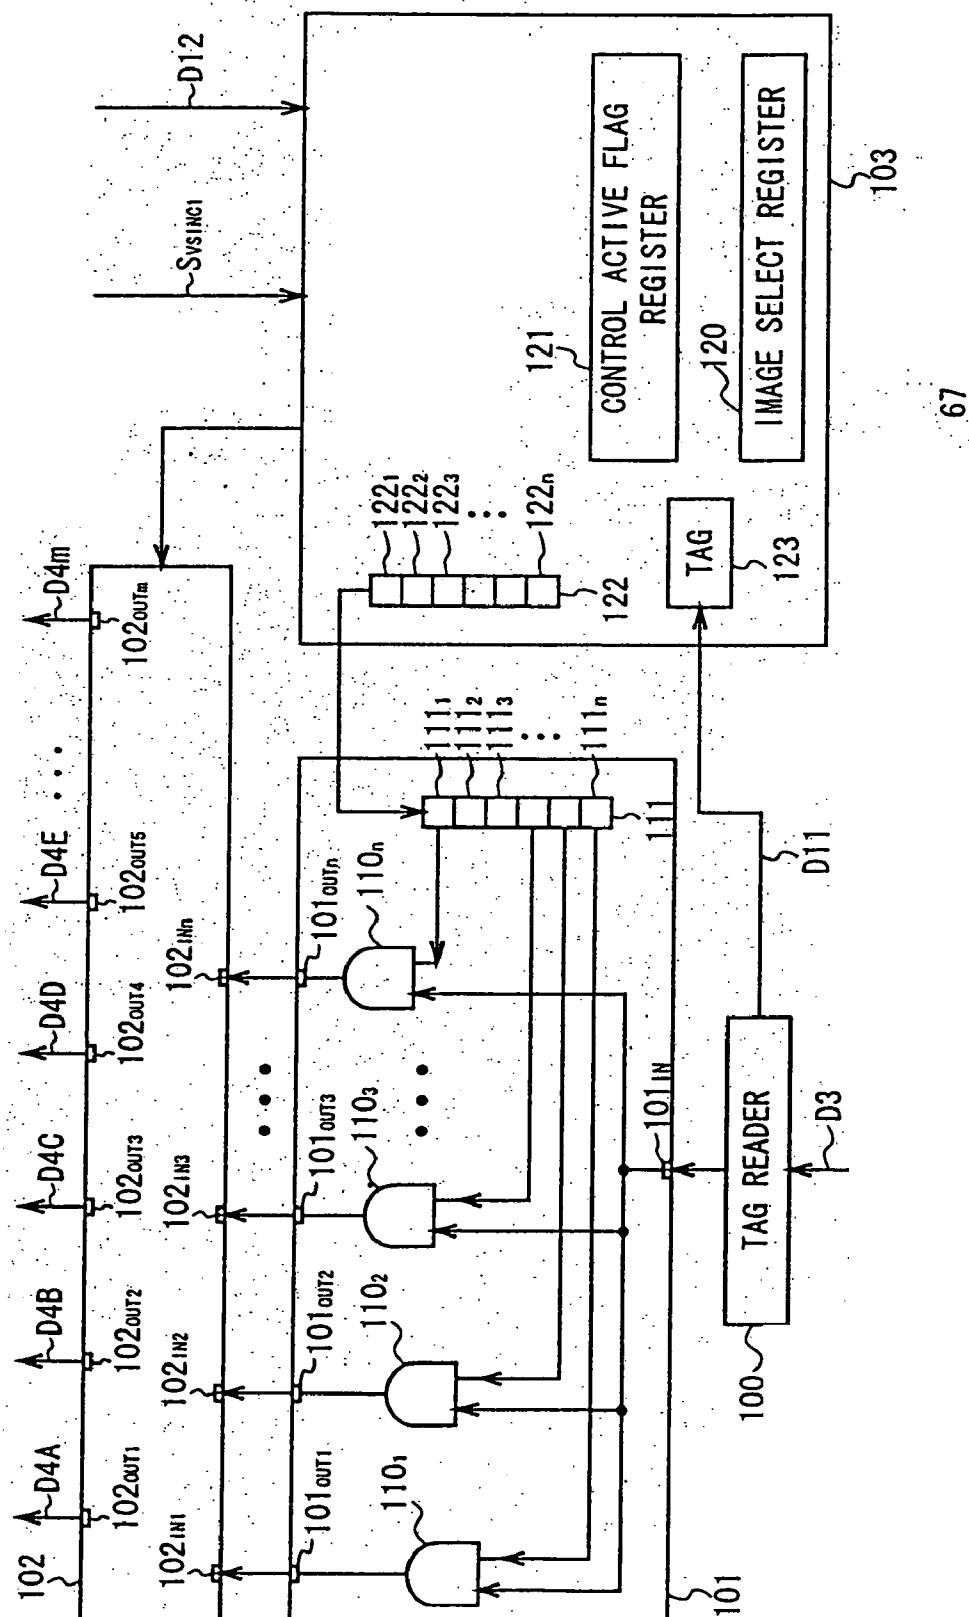 102
D4A
D4B
D4C
D4D
D4E
D4m
102OUT1
102OUT2
102OUT3
102OUT4
102OUT5
102OUTm
102IN1
102IN2
102IN3
102INn
101OUT1
101OUT2
101OUT3
101OUTn
110₁
110₂
110₃
110n
111₁
111₂
111₃
111n
111
101
101IN
TAG READER
100
D3
D11
SVSINC1
D12
122₁
122₂
122₃
122n
122
TAG
123
121
CONTROL ACTIVE FLAG
REGISTER
120
IMAGE SELECT REGISTER
103
67